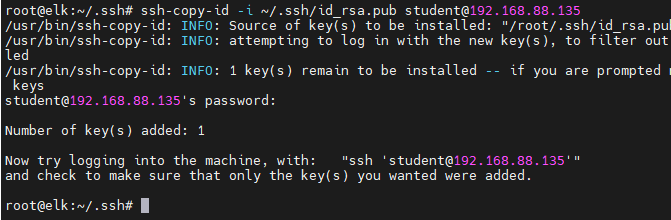 root@elk:~/.ssh# ssh-copy-id -i ~/.ssh/id_rsa.pub student@192.168.88.135
/usr/bin/ssh-copy-id: INFO: Source of key(s) to be installed: "/root/.ssh/id_rsa.pu
/usr/bin/ssh-copy-id: INFO: attempting to log in with the new key(s), to filter out
led
/usr/bin/ssh-copy-id: INFO: 1 key(s) remain to be installed -- if you are prompted
keys
student@192.168.88.135's password:
Number of key(s) added: 1
Now try logging into the machine, with:   "ssh 'student@192.168.88.135'"
and check to make sure that only the key(s) you wanted were added.
root@elk:~/.ssh#